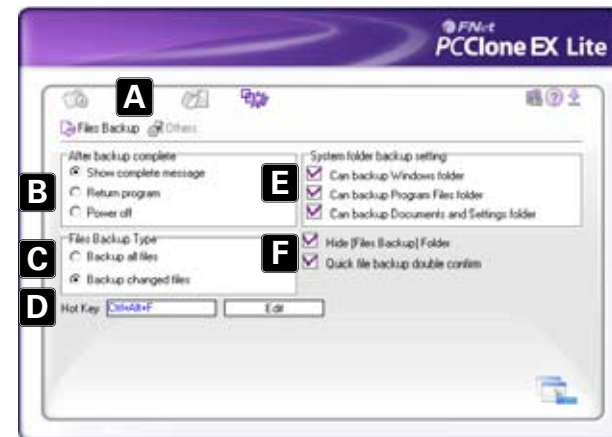 FNet
PCClone EX Lite
A
Files Backup Others
After backup complete
Show complete message
B
Return program
Power off
System folder backup setting
E
Can backup Windows folder
Can backup Program Files folder
Can backup Documents and Settings folder
Files Backup Type
C
Backup all files
Backup changed files
F
Hide [Files Backup] Folder
Quick file backup double confirm
D
Hot Key Ctrl+Alt+F Edit